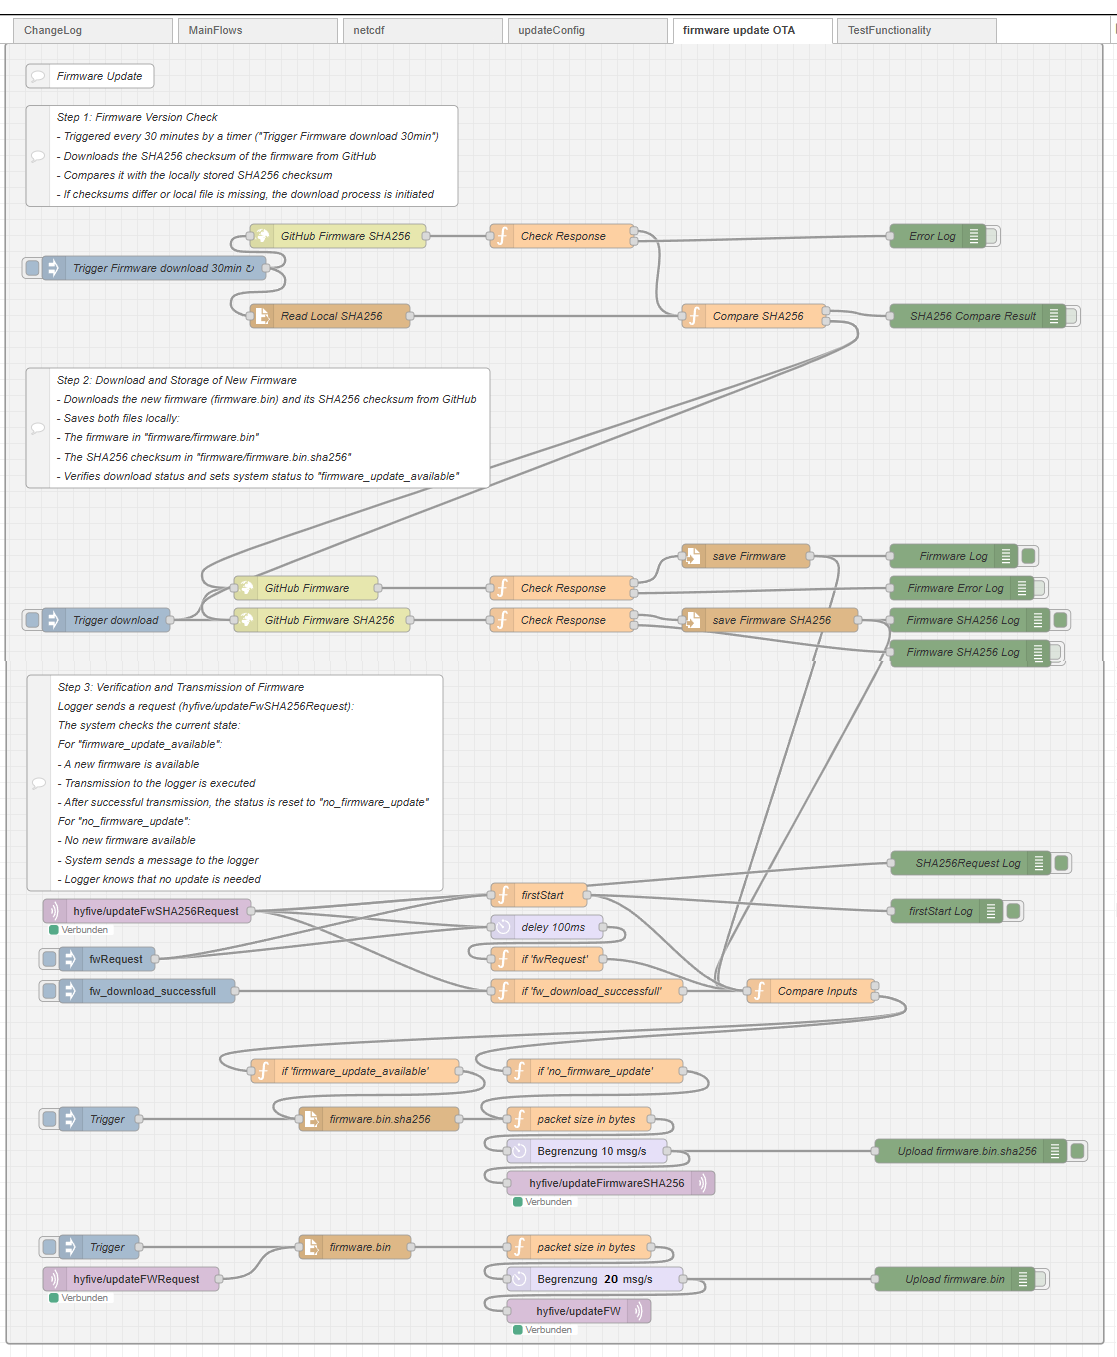 ChangeLog
MainFlows
netcdf
updateConfig
firmware update OTA
TestFunctionality
Firmware Update
Step 1: Firmware Version Check
- Triggered every 30 minutes by a timer ("Trigger Firmware download 30min")
- Downloads the SHA256 checksum of the firmware from GitHub
- Compares it with the locally stored SHA256 checksum
- If checksums differ or local file is missing, the download process is initiated
GitHub Firmware SHA256
Check Response
Error Log
Trigger Firmware download 30min ↻
Read Local SHA256
Compare SHA256
SHA256 Compare Result
Step 2: Download and Storage of New Firmware
- Downloads the new firmware (firmware.bin) and its SHA256 checksum from GitHub
- Saves both files locally:
- The firmware in "firmware/firmware.bin"
- The SHA256 checksum in "firmware/firmware.bin.sha256"
- Verifies download status and sets system status to "firmware_update_available"
save Firmware
Firmware Log
GitHub Firmware
Check Response
Firmware Error Log
Trigger download
GitHub Firmware SHA256
Check Response
save Firmware SHA256
Firmware SHA256 Log
Firmware SHA256 Log
Step 3: Verification and Transmission of Firmware
Logger sends a request (hyfive/updateFwSHA256Request):
The system checks the current state:
For "firmware_update_available":
- A new firmware is available
- Transmission to the logger is executed
- After successful transmission, the status is reset to "no_firmware_update"
For "no_firmware_update":
- No new firmware available
- System sends a message to the logger
- Logger knows that no update is needed
SHA256Request Log
firstStart
hyfive/updateFwSHA256Request
firstStart Log
Verbunden
deley 100ms
fwRequest
if 'fwRequest'
fw_download_successfull
if 'fw_download_successfull'
Compare Inputs
if 'firmware_update_available'
if 'no_firmware_update'
Trigger
firmware.bin.sha256
packet size in bytes
Begrenzung 10 msg/s
Upload firmware.bin.sha256
hyfive/updateFirmwareSHA256
Verbunden
Trigger
firmware.bin
packet size in bytes
hyfive/updateFWRequest
Begrenzung 20 msg/s
Upload firmware.bin
Verbunden
hyfive/updateFW
Verbunden